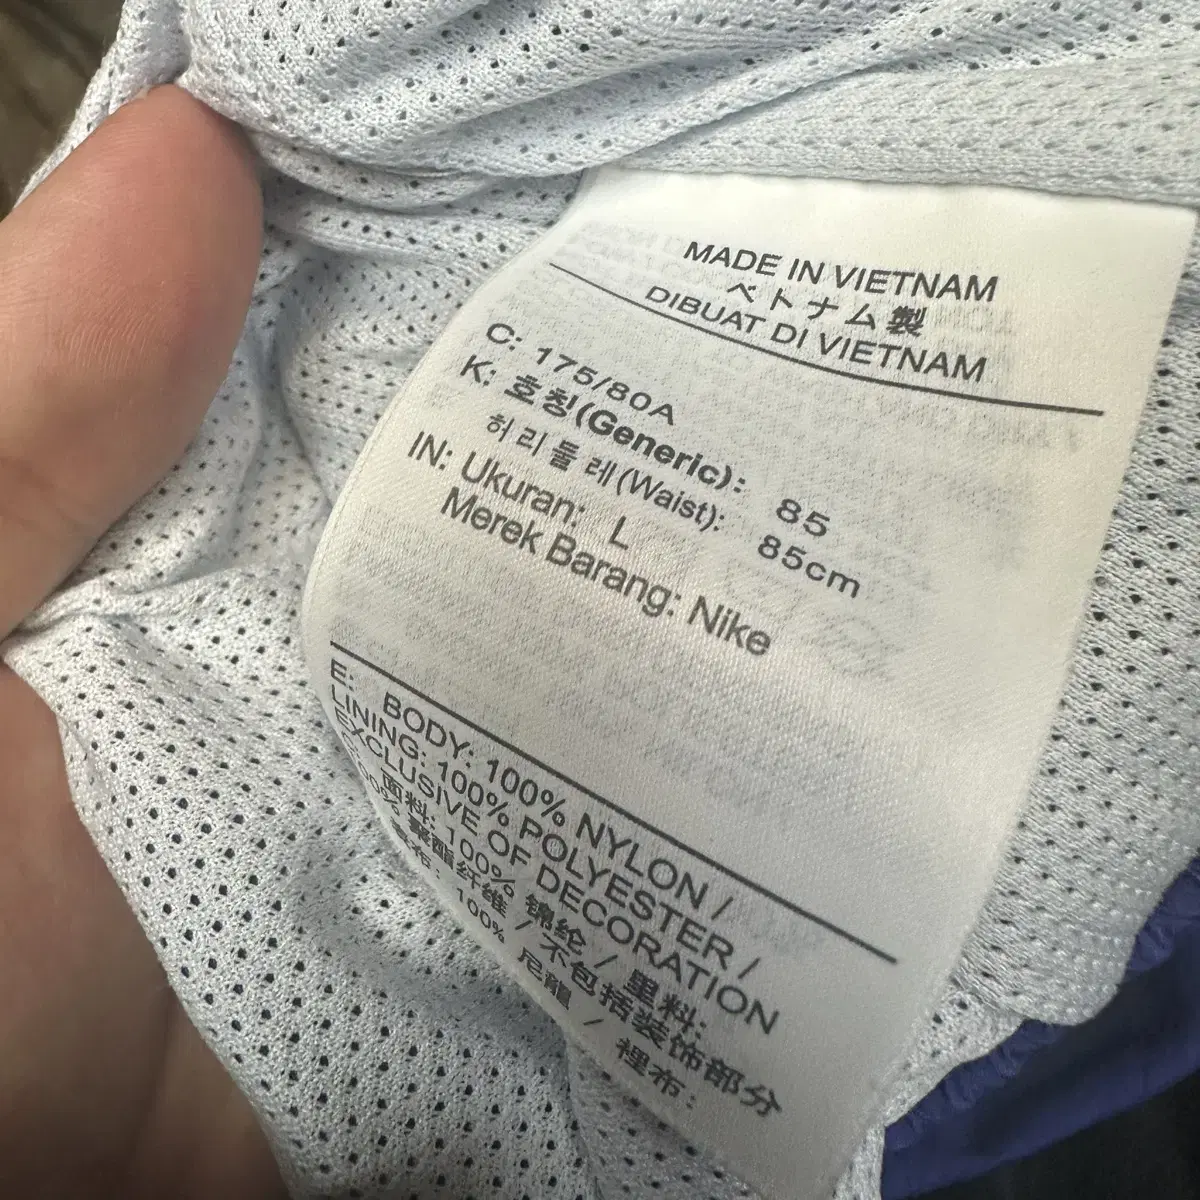 MADE IN VIETNAM
ベトナム製
DIBUAT DI VIETNAM
C: 175/80A
K: 호칭(Generic): 85
허리둘레(Waist): 85cm
IN: Ukuran: L
Merek Barang: Nike
E: BODY: 100% NYLON /
LINING: 100% POLYESTER /
EXCLUSIVE OF DECORATION
C: 面料: 100% 锦纶 / 里料:
100% 聚酯纤维 / 不包括装饰部分
表布: 100% 尼龍 / 裡布: